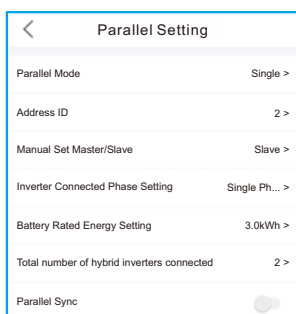 Parallel Setting
Parallel Mode Single >
Address ID 2 >
Manual Set Master/Slave Slave >
Inverter Connected Phase Setting Single Ph... >
Battery Rated Energy Setting 3.0kWh >
Total number of hybrid inverters connected 2 >
Parallel Sync